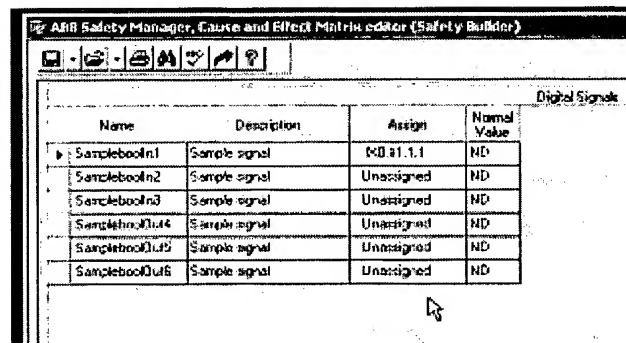 ABB Safety Manager, Cause and Effect Matrix editor (Safety Builder)
Digital Signals
Name Description Assign Normal Value
SampleboolIn1 Sample signal ND
SampleboolIn2 Sample signal Unassigned ND
SampleboolIn3 Sample signal Unassigned ND
SampleboolOut4 Sample signal Unassigned ND
SampleboolOut5 Sample signal Unassigned ND
SampleboolOut6 Sample signal Unassigned ND